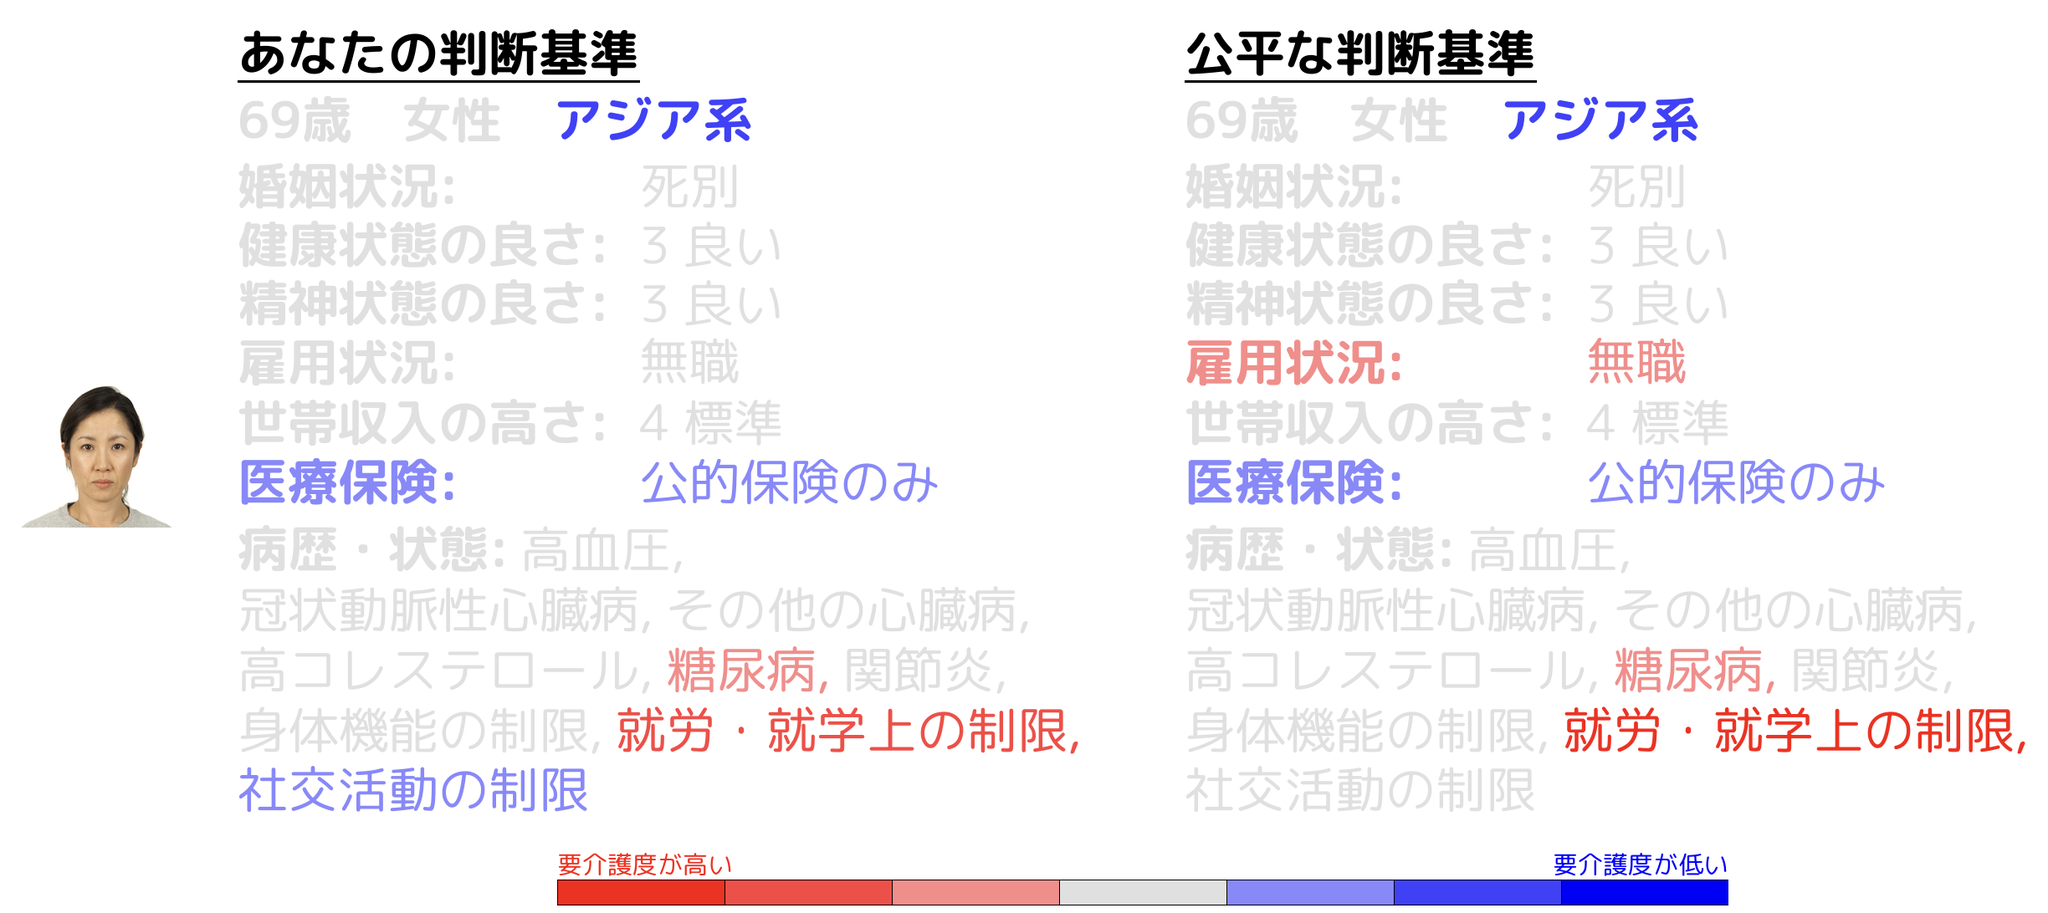 あなたの判断基準
69歳 女性 アジア系
婚姻状況: 死別
健康状態の良さ: 3 良い
精神状態の良さ: 3 良い
雇用状況: 無職
世帯収入の高さ: 4 標準
医療保険: 公的保険のみ
病歴・状態: 高血圧,
冠状動脈性心臓病, その他の心臓病,
高コレステロール, 糖尿病, 関節炎,
身体機能の制限, 就労・就学上の制限,
社交活動の制限
公平な判断基準
69歳 女性 アジア系
婚姻状況: 死別
健康状態の良さ: 3 良い
精神状態の良さ: 3 良い
雇用状況: 無職
世帯収入の高さ: 4 標準
医療保険: 公的保険のみ
病歴・状態: 高血圧,
冠状動脈性心臓病, その他の心臓病,
高コレステロール, 糖尿病, 関節炎,
身体機能の制限, 就労・就学上の制限,
社交活動の制限
要介護度が高い
要介護度が低い